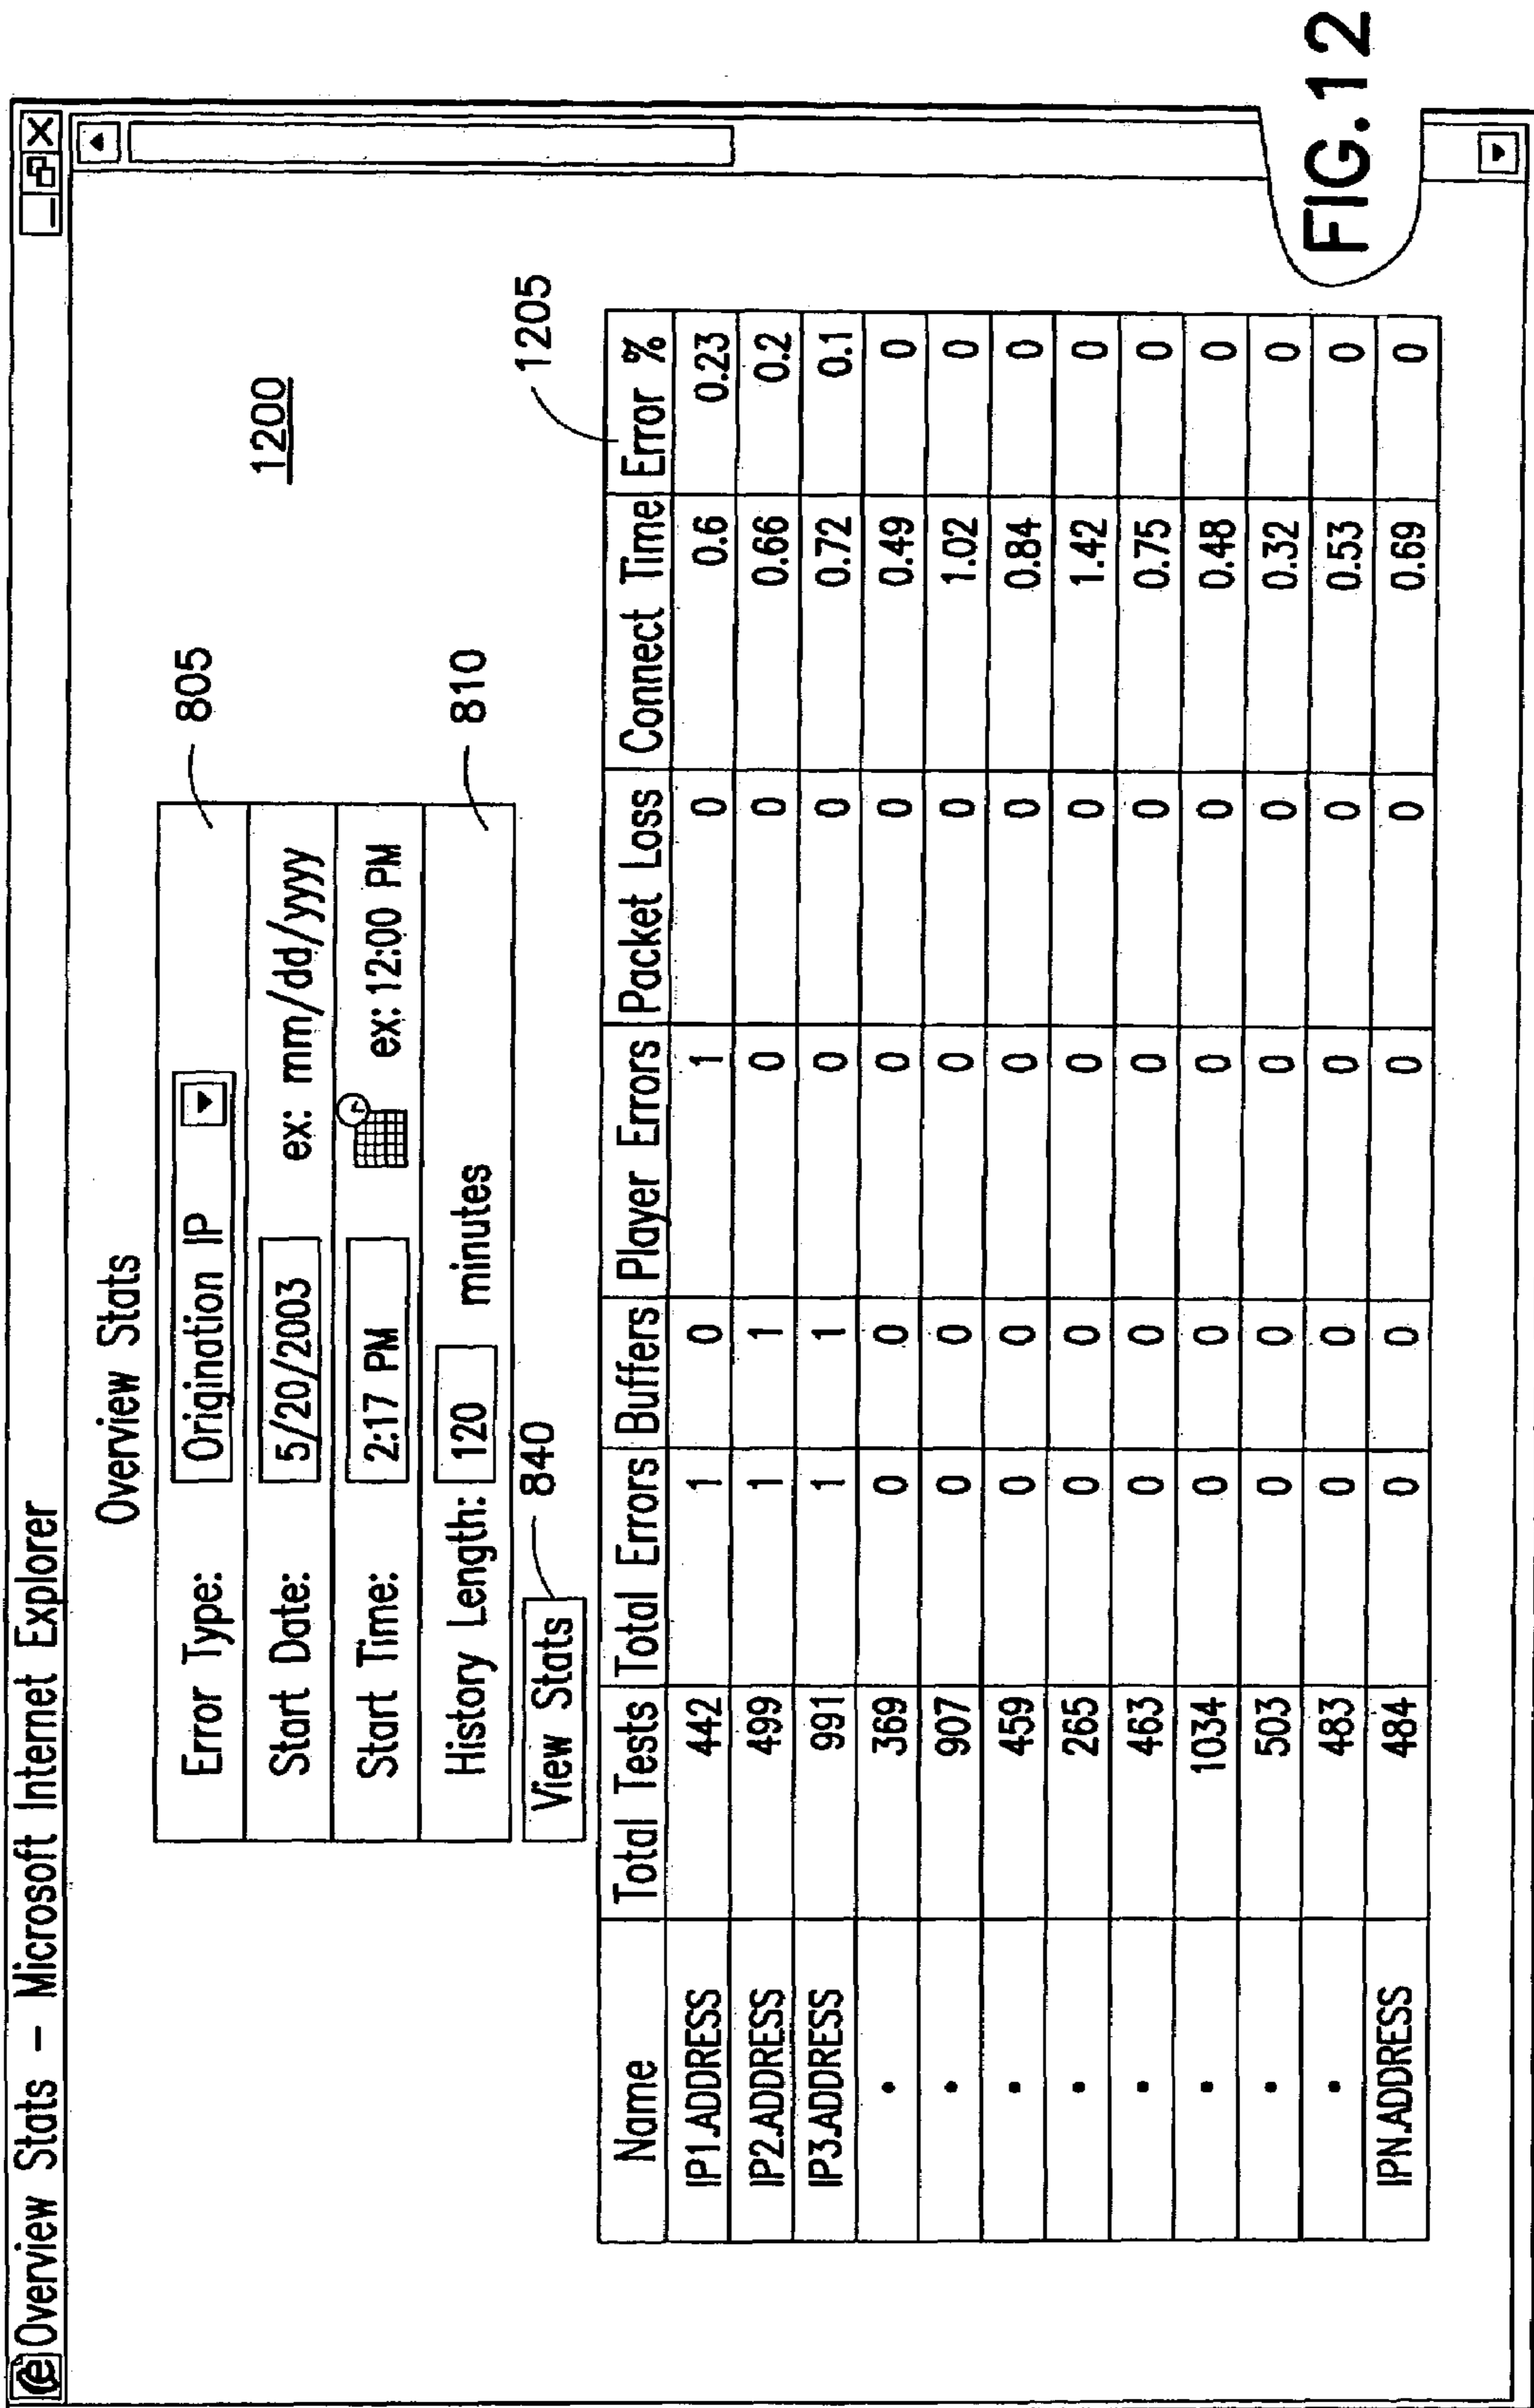 Overview Stats – Microsoft Internet Explorer
Overview Stats
Error Type: Origination IP
805
Start Date: 5/20/2003 ex: mm/dd/yyyy
1200
Start Time: 2:17 PM ex: 12:00 PM
History Length: 120 minutes
810
View Stats
840
1205
Name Total Tests Total Errors Buffers Player Errors Packet Loss Connect Time Error %
IP1.ADDRESS 442 1 0 1 0 0.6 0.23
IP2.ADDRESS 499 1 1 0 0 0.66 0.2
IP3.ADDRESS 991 1 1 0 0 0.72 0.1
• 369 0 0 0 0 0.49 0
• 907 0 0 0 0 1.02 0
• 459 0 0 0 0 0.84 0
• 265 0 0 0 0 1.42 0
• 463 0 0 0 0 0.75 0
• 1034 0 0 0 0 0.48 0
• 503 0 0 0 0 0.32 0
• 483 0 0 0 0 0.53 0
IPN.ADDRESS 484 0 0 0 0 0.69 0
FIG.12